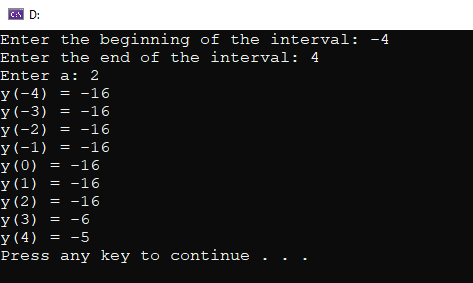 D:
Enter the beginning of the interval: -4
Enter the end of the interval: 4
Enter a: 2
y(-4) = -16
y(-3) = -16
y(-2) = -16
y(-1) = -16
y(0) = -16
y(1) = -16
y(2) = -16
y(3) = -6
y(4) = -5
Press any key to continue . . .